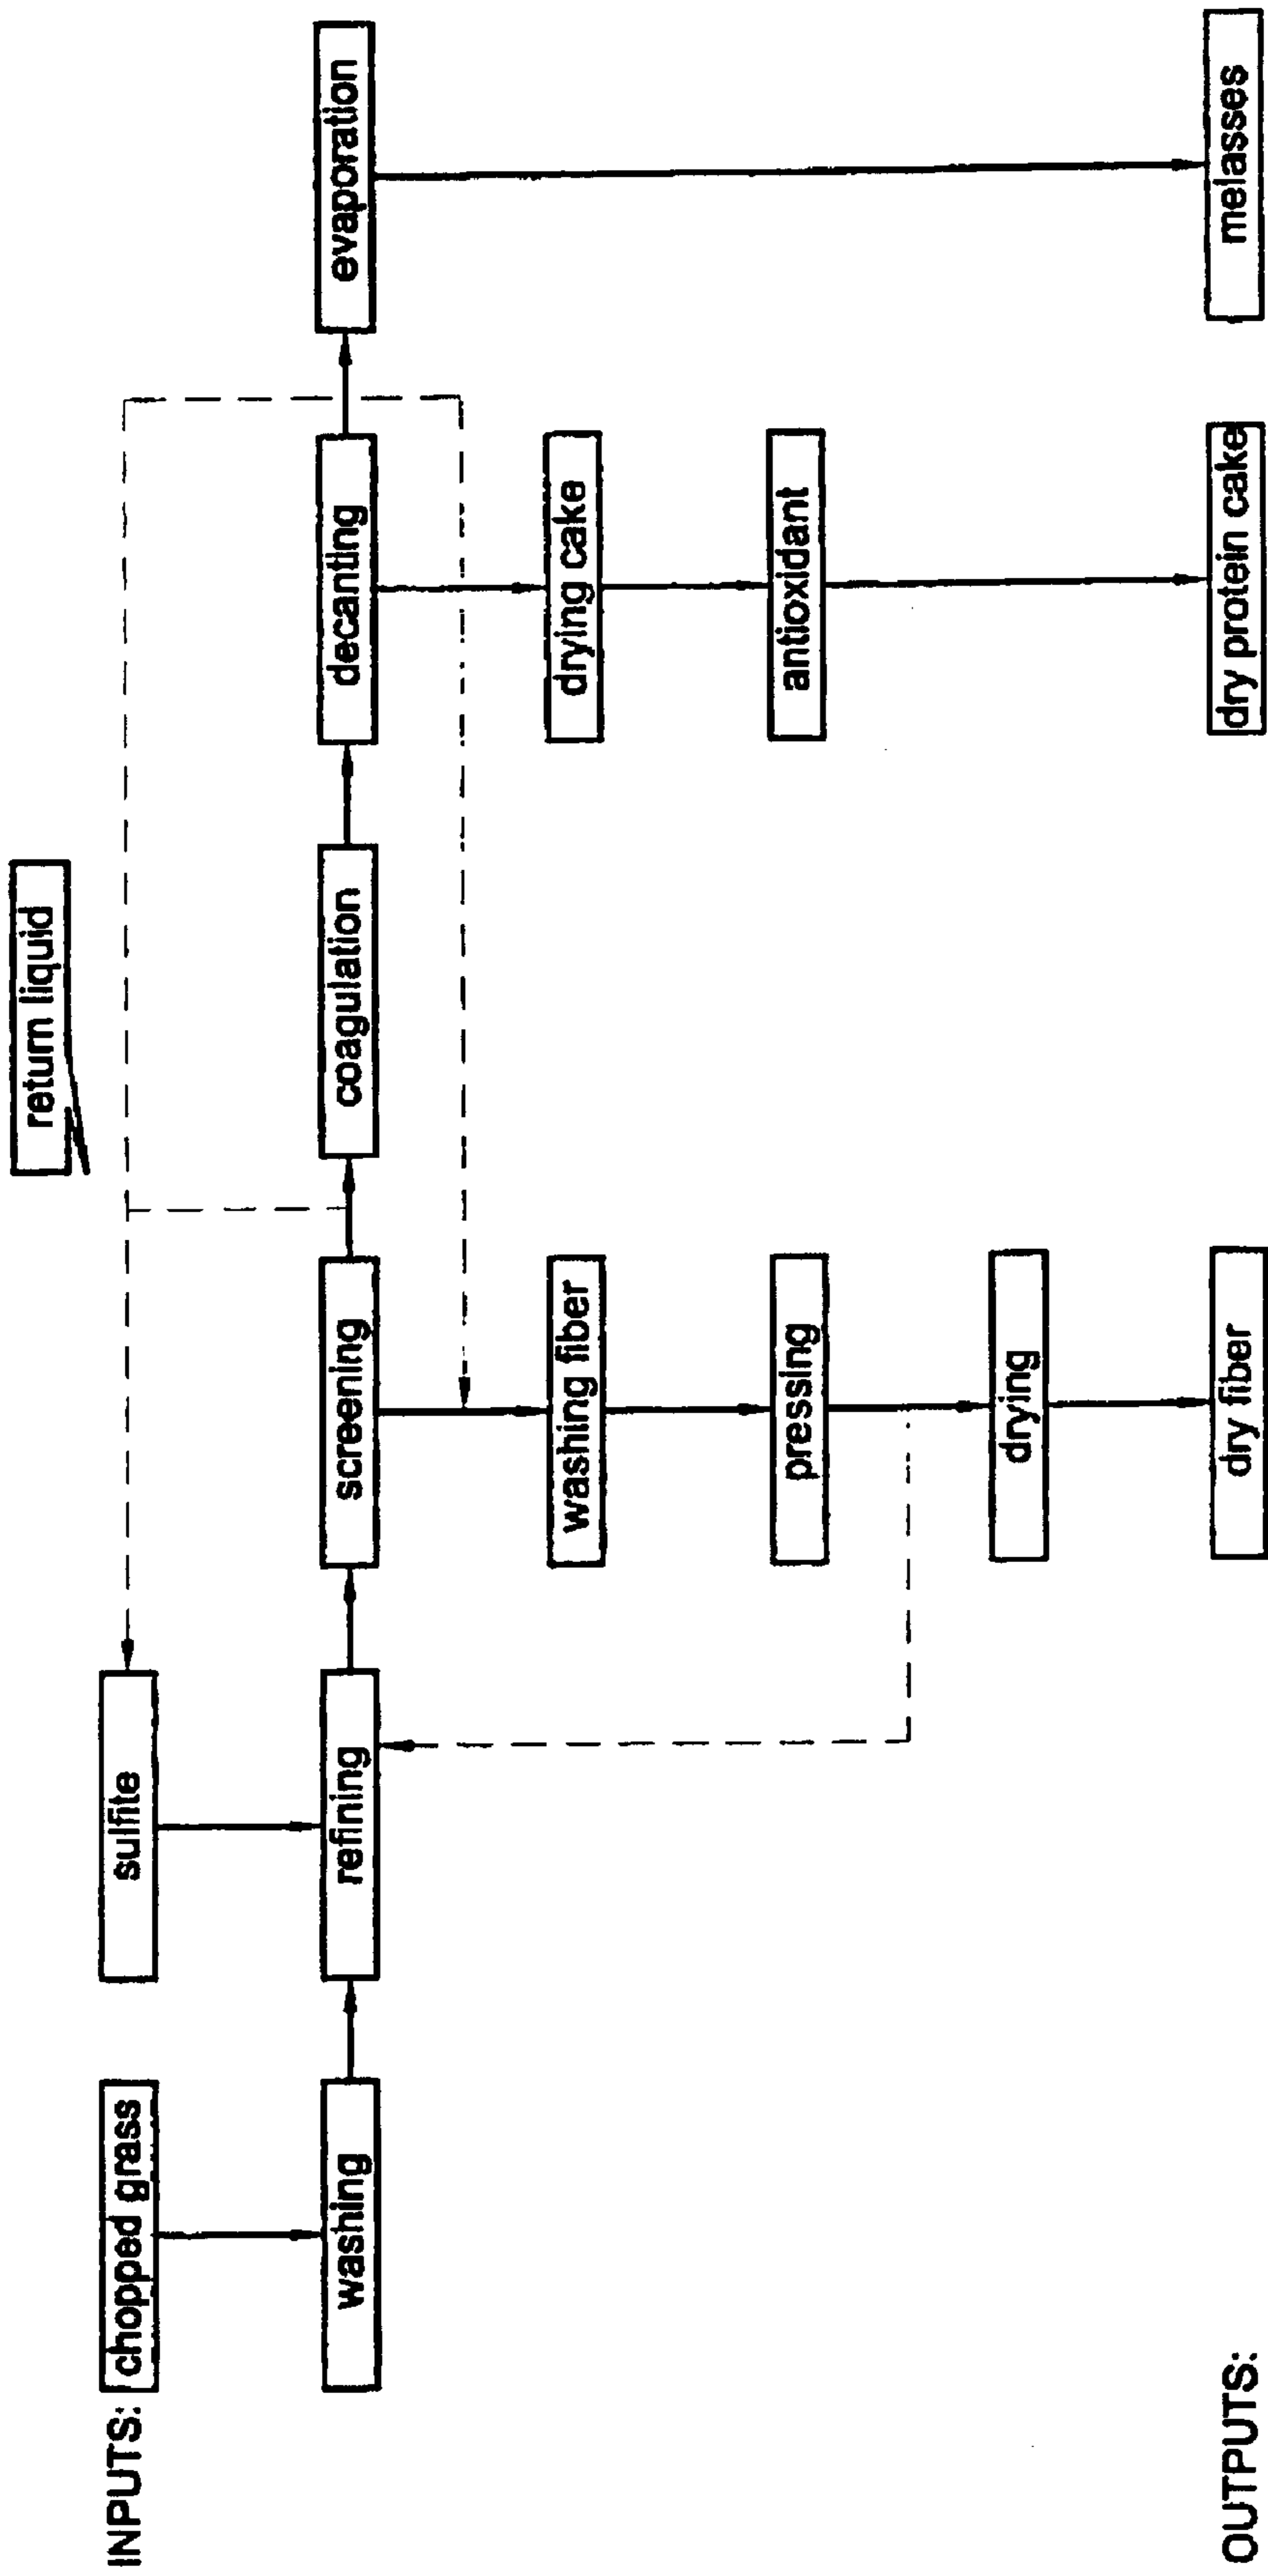 return liquid
INPUTS:
chopped grass
sulfite
washing
refining
screening
coagulation
decanting
evaporation
washing fiber
drying cake
pressing
antioxidant
drying
OUTPUTS:
dry fiber
dry protein cake
melasses